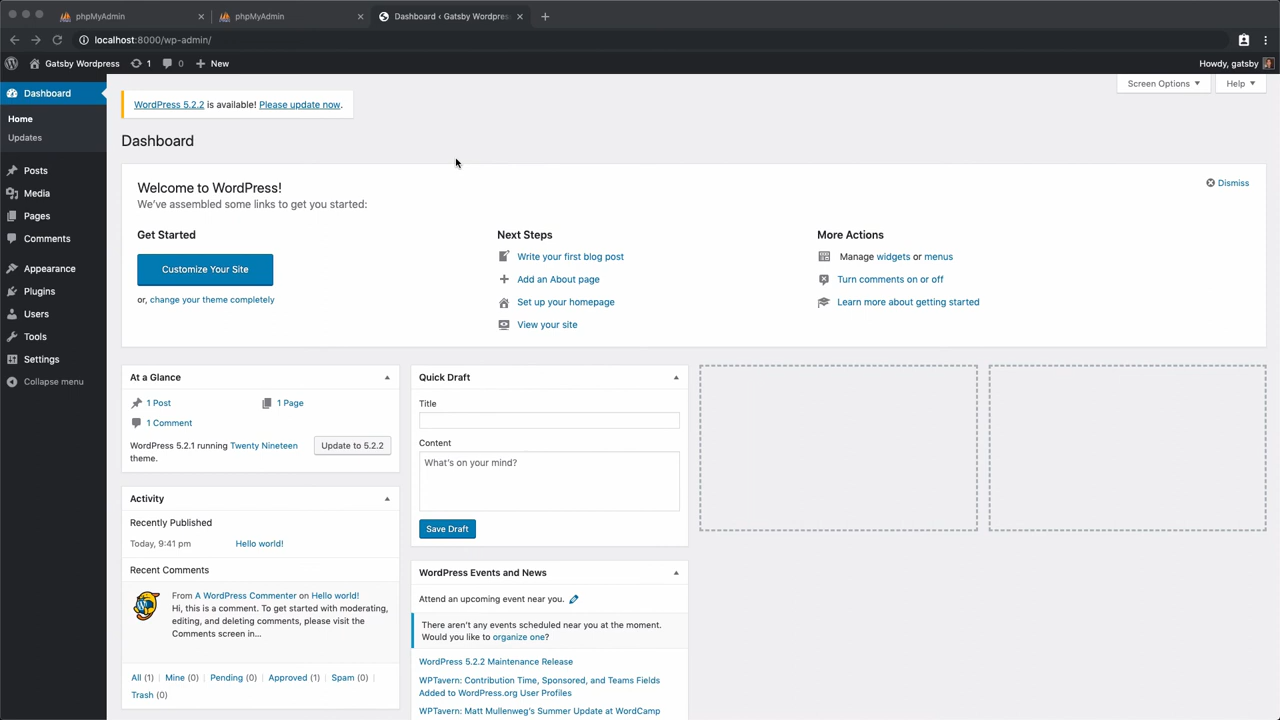 phpMyAdmin
phpMyAdmin
Dashboard ‹ Gatsby Wordpres
localhost:8000/wp-admin/
Gatsby Wordpress
1
0
New
Howdy, gatsby
Dashboard
Home
Updates
Posts
Media
Pages
Comments
Appearance
Plugins
Users
Tools
Settings
Collapse menu
Screen Options
Help
WordPress 5.2.2 is available! Please update now.
Dashboard
Welcome to WordPress!
We've assembled some links to get you started:
Dismiss
Get Started
Customize Your Site
or, change your theme completely
Next Steps
Write your first blog post
Add an About page
Set up your homepage
View your site
More Actions
Manage widgets or menus
Turn comments on or off
Learn more about getting started
At a Glance
1 Post
1 Page
1 Comment
WordPress 5.2.1 running Twenty Nineteen
theme.
Update to 5.2.2
Activity
Recently Published
Today, 9:41 pm
Hello world!
Recent Comments
From A WordPress Commenter on Hello world!
Hi, this is a comment. To get started with moderating,
editing, and deleting comments, please visit the
Comments screen in…
All (1) | Mine (0) | Pending (0) | Approved (1) | Spam (0) |
Trash (0)
Quick Draft
Title
Content
What's on your mind?
Save Draft
WordPress Events and News
Attend an upcoming event near you.
There aren't any events scheduled near you at the moment.
Would you like to organize one?
WordPress 5.2.2 Maintenance Release
WPTavern: Contribution Time, Sponsored, and Teams Fields
Added to WordPress.org User Profiles
WPTavern: Matt Mullenweg's Summer Update at WordCamp